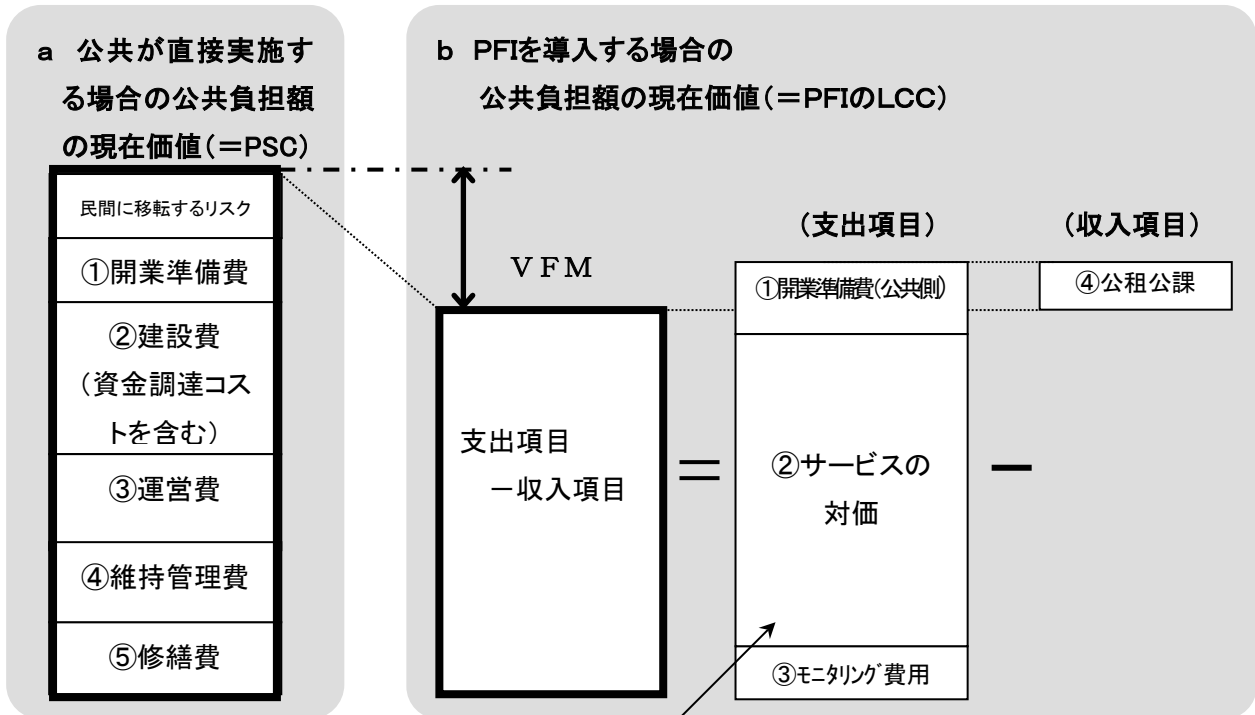 a 公共が直接実施す
る場合の公共負担額
の現在価値(=PSC)
民間に移転するリスク
①開業準備費
②建設費
(資金調達コス
トを含む)
③運営費
④維持管理費
⑤修繕費
b PFIを導入する場合の
公共負担額の現在価値(=PFIのLCC)
VFM
支出項目
-収入項目
=
(支出項目)
①開業準備費(公共側)
②サービスの
対価
③モニタリング費用
-
(収入項目)
④公租公課